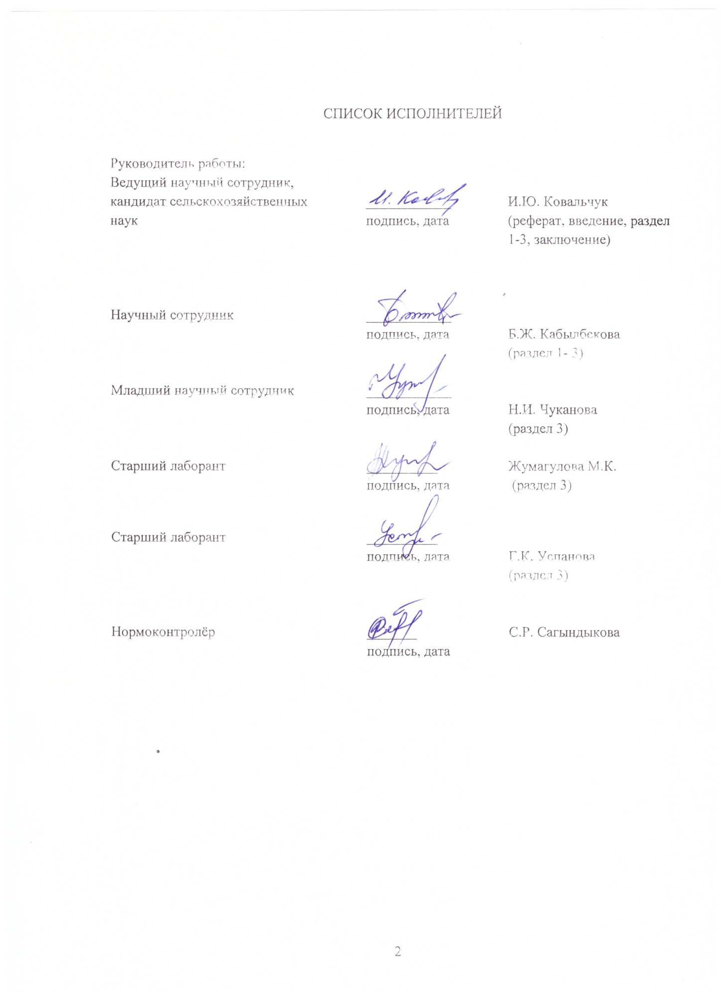 СПИСОК ИСПОЛНИТЕЛЕЙ
Руководитель работы:
Ведущий научный сотрудник,
кандидат сельскохозяйственных
наук
И. Ковал
подпись, дата
И.Ю. Ковальчук
(реферат, введение, раздел
1-3, заключение)
Научный сотрудник
подпись, дата
Б.Ж. Кабылбекова
(раздел 1- 3)
Младший научный сотрудник
подпись, дата
Н.И. Чуканова
(раздел 3)
Старший лаборант
подпись, дата
Жумагулова М.К.
(раздел 3)
Старший лаборант
подпись, дата
Г.К. Успанова
(раздел 3)
Нормоконтролёр
подпись, дата
С.Р. Сагындыкова
2